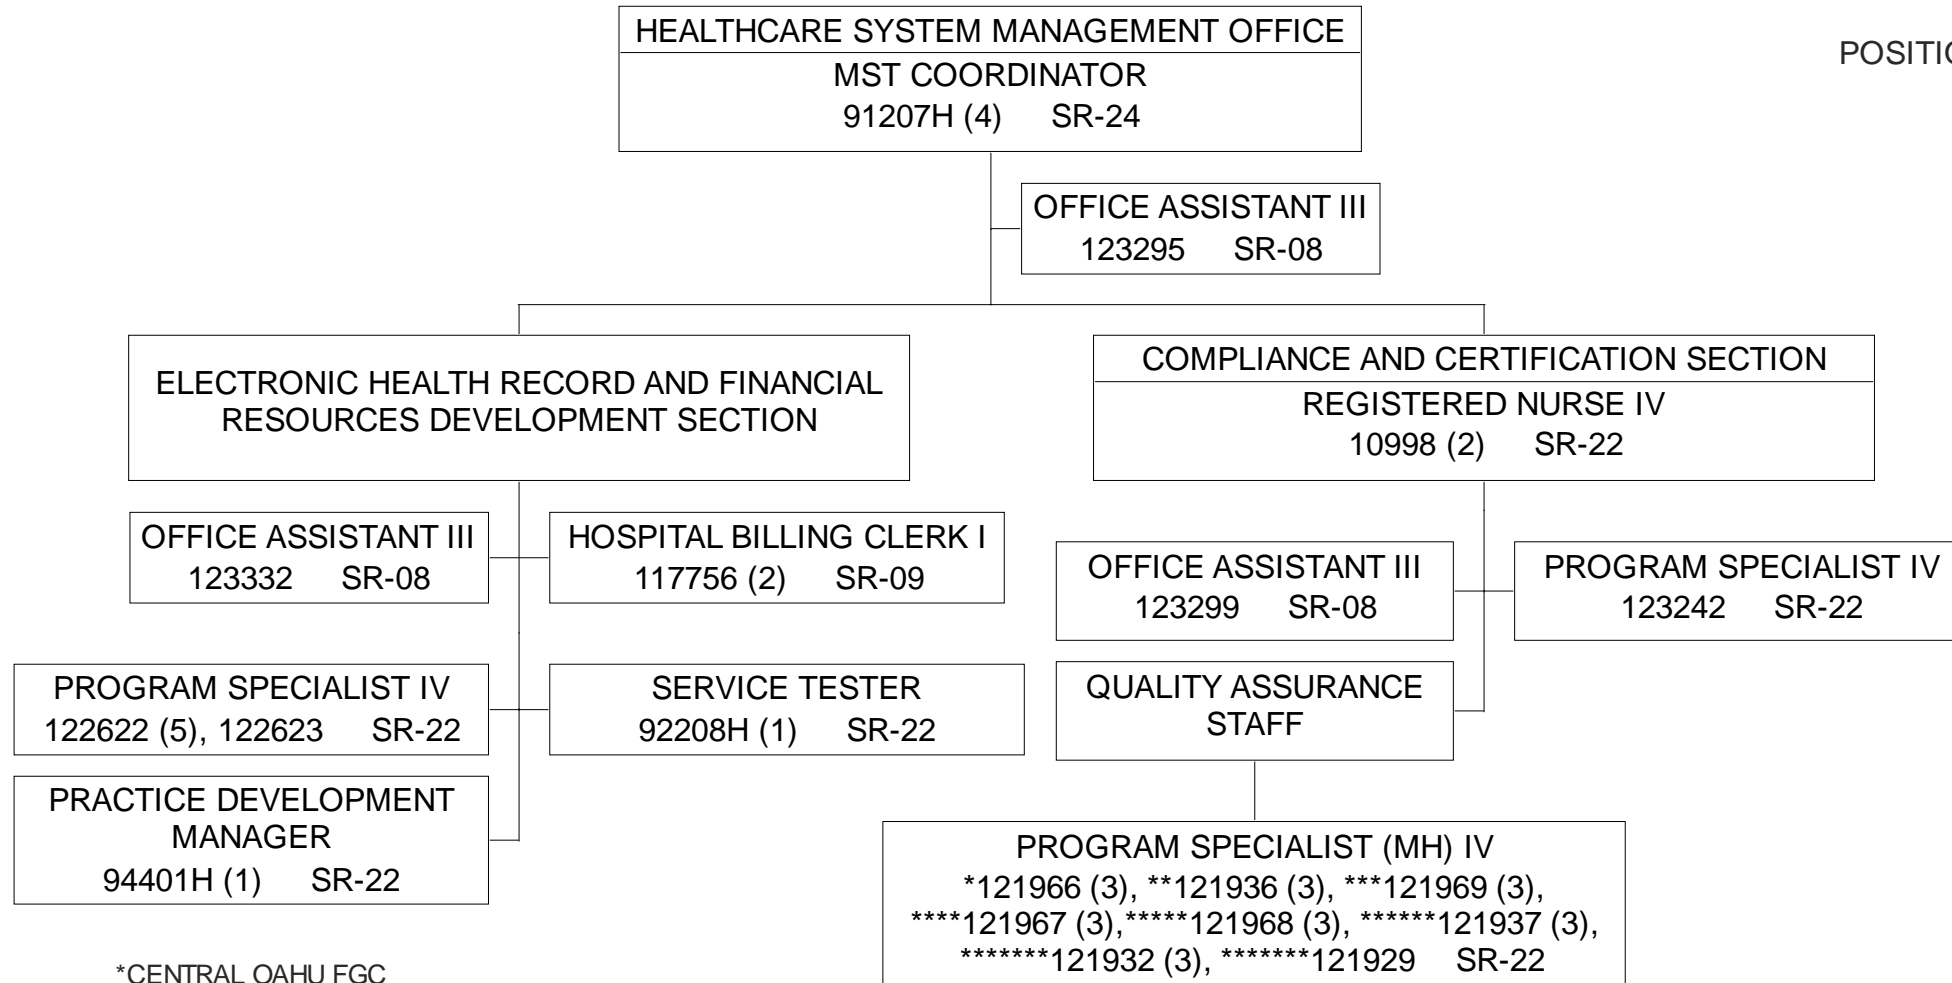 HEALTHCARE SYSTEM MANAGEMENT OFFICE
MST COORDINATOR
91207H (4) SR-24
OFFICE ASSISTANT III
123295 SR-08
ELECTRONIC HEALTH RECORD AND FINANCIAL
RESOURCES DEVELOPMENT SECTION
OFFICE ASSISTANT III
123332 SR-08
HOSPITAL BILLING CLERK I
117756 (2) SR-09
PROGRAM SPECIALIST IV
122622 (5), 122623 SR-22
SERVICE TESTER
92208H (1) SR-22
PRACTICE DEVELOPMENT
MANAGER
94401H (1) SR-22
COMPLIANCE AND CERTIFICATION SECTION
REGISTERED NURSE IV
10998 (2) SR-22
OFFICE ASSISTANT III
123299 SR-08
PROGRAM SPECIALIST IV
123242 SR-22
QUALITY ASSURANCE
STAFF
PROGRAM SPECIALIST (MH) IV
*121966 (3), **121936 (3), ***121969 (3),
****121967 (3),*****121968 (3), ******121937 (3),
*******121932 (3), *******121929 SR-22
*CENTRAL OAHU FGC